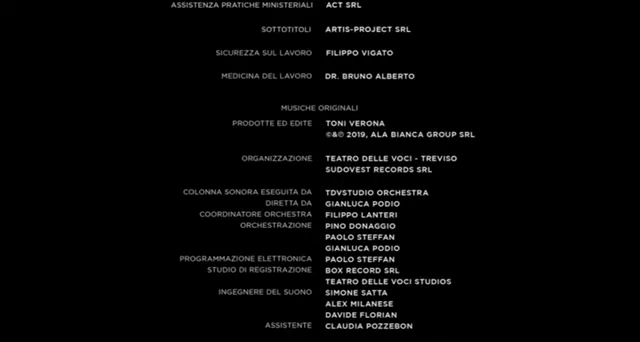 ASSISTENZA PRATICHE MINISTERIALI ACT SRL
SOTTOTITOLI ARTIS-PROJECT SRL
SICUREZZA SUL LAVORO FILIPPO VIGATO
MEDICINA DEL LAVORO DR. BRUNO ALBERTO
MUSICHE ORIGINALI
PRODOTTE ED EDITE TONI VERONA
©&℗ 2019, ALA BIANCA GROUP SRL
ORGANIZZAZIONE TEATRO DELLE VOCI - TREVISO
SUDOVEST RECORDS SRL
COLONNA SONORA ESEGUITA DA TDVSTUDIO ORCHESTRA
DIRETTA DA GIANLUCA PODIO
COORDINATORE ORCHESTRA FILIPPO LANTERI
ORCHESTRAZIONE PINO DONAGGIO
PAOLO STEFFAN
GIANLUCA PODIO
PROGRAMMAZIONE ELETTRONICA PAOLO STEFFAN
STUDIO DI REGISTRAZIONE BOX RECORD SRL
TEATRO DELLE VOCI STUDIOS
INGEGNERE DEL SUONO SIMONE SATTA
ALEX MILANESE
DAVIDE FLORIAN
ASSISTENTE CLAUDIA POZZEBON